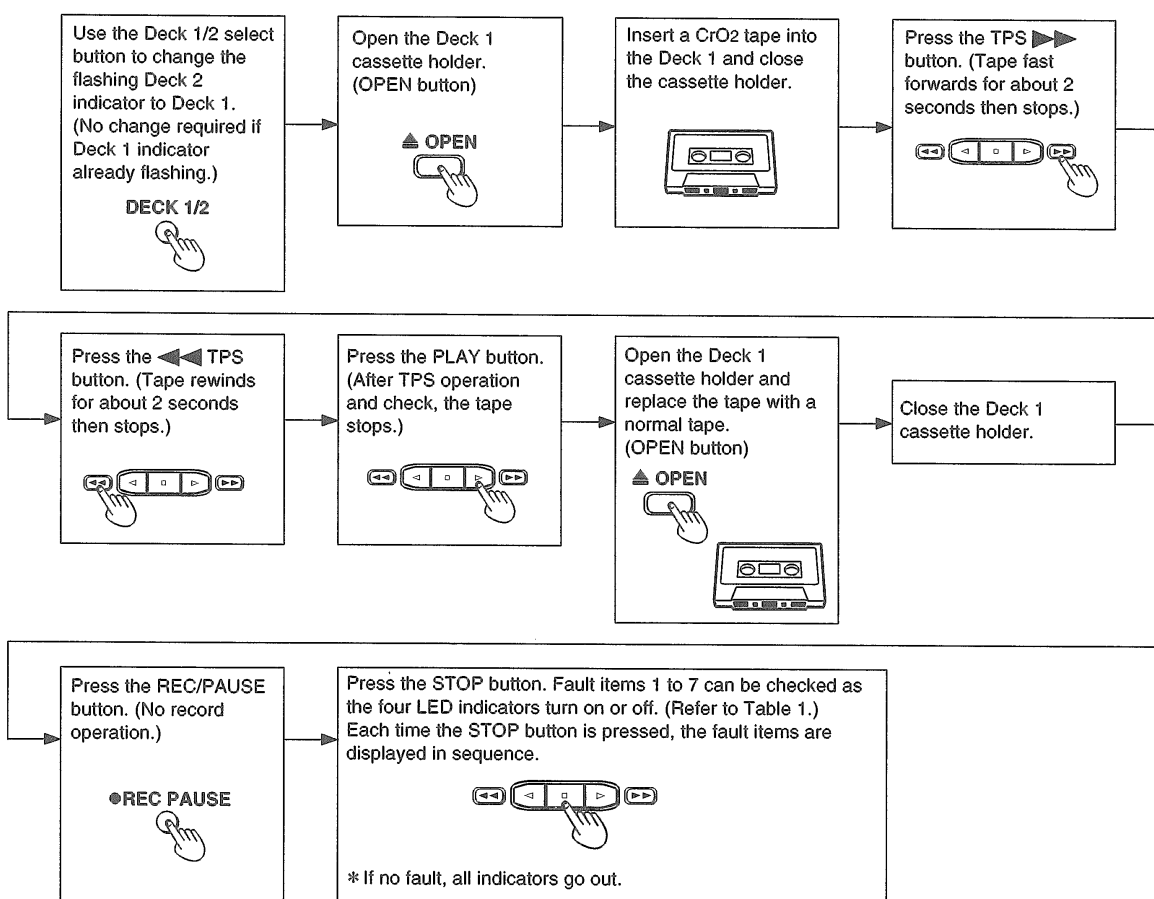 Use the Deck 1/2 select
button to change the
flashing Deck 2
indicator to Deck 1.
(No change required if
Deck 1 indicator
already flashing.)
DECK 1/2
Open the Deck 1
cassette holder.
(OPEN button)
▲ OPEN
Insert a CrO2 tape into
the Deck 1 and close
the cassette holder.
Press the TPS ▶▶
button. (Tape fast
forwards for about 2
seconds then stops.)
Press the ◀◀ TPS
button. (Tape rewinds
for about 2 seconds
then stops.)
Press the PLAY button.
(After TPS operation
and check, the tape
stops.)
Open the Deck 1
cassette holder and
replace the tape with a
normal tape.
(OPEN button)
▲ OPEN
Close the Deck 1
cassette holder.
Press the REC/PAUSE
button. (No record
operation.)
●REC PAUSE
Press the STOP button. Fault items 1 to 7 can be checked as
the four LED indicators turn on or off. (Refer to Table 1.)
Each time the STOP button is pressed, the fault items are
displayed in sequence.
* If no fault, all indicators go out.